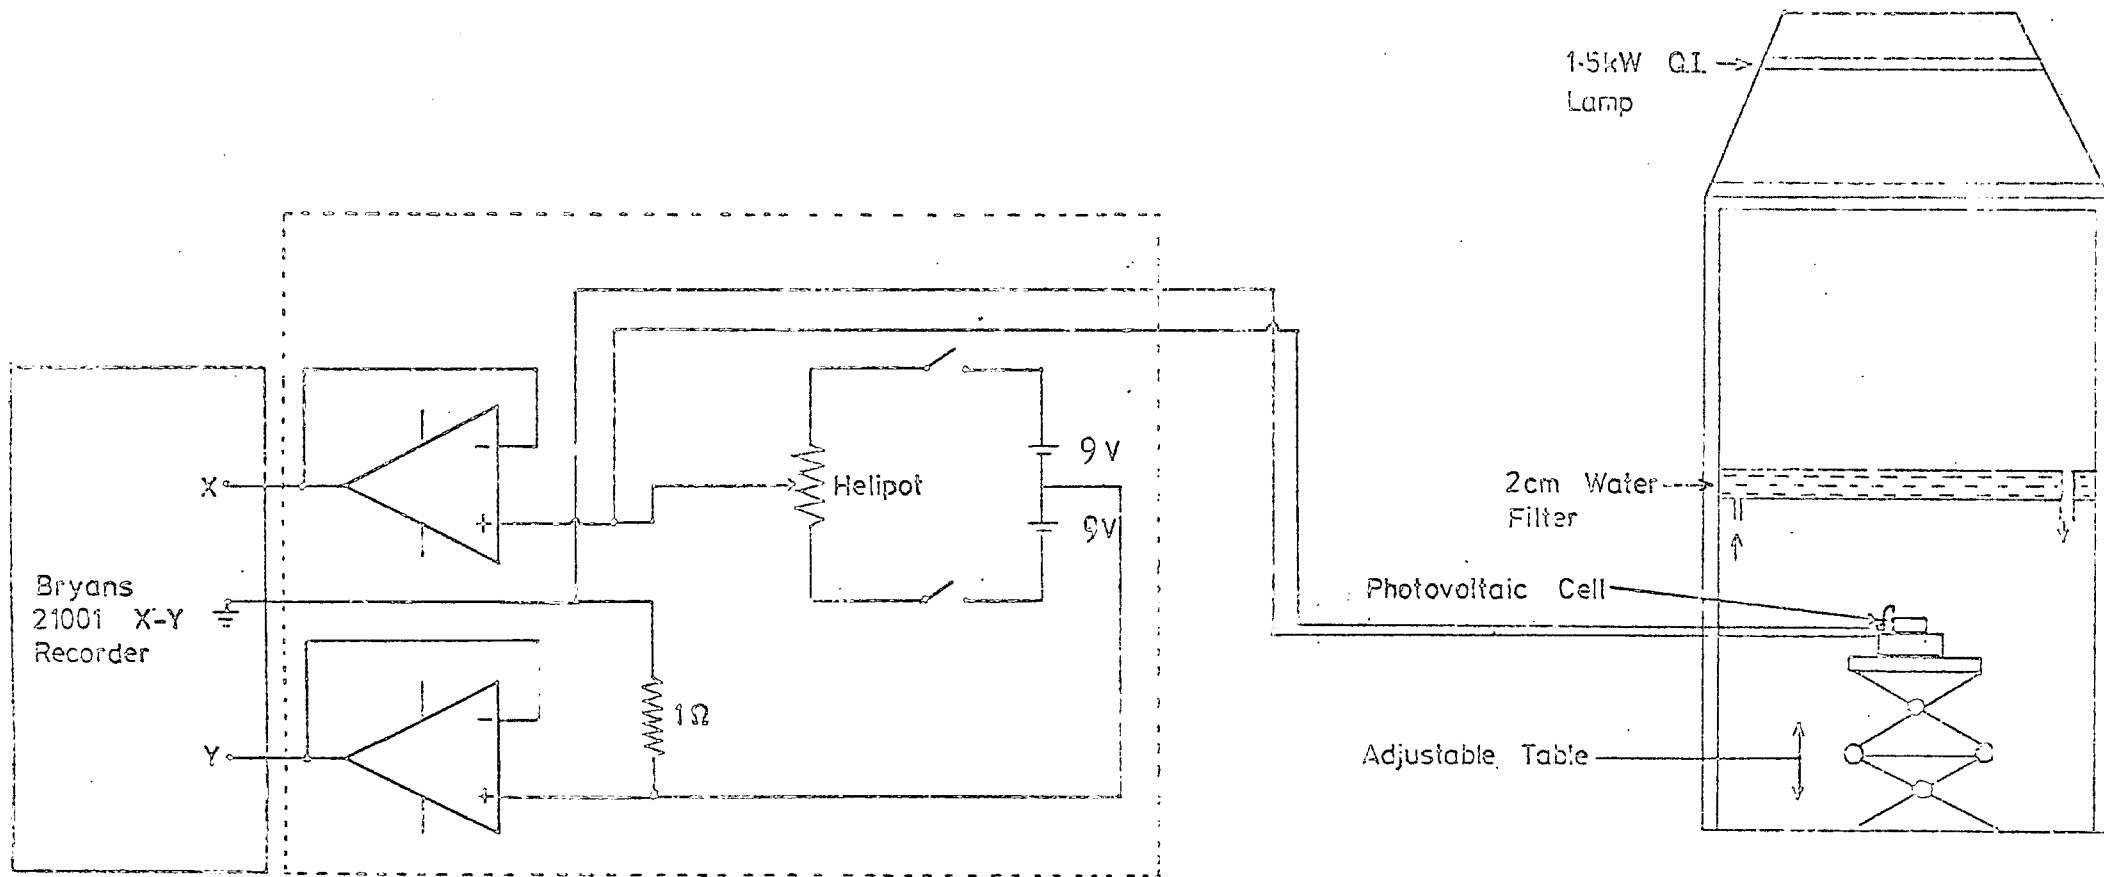 1·5kW Q.I.
Lamp
X
-
+
Helipot
9V
9V
2cm Water
Filter
Photovoltaic Cell
Bryans
21001 X-Y
Recorder
1Ω
Y
-
+
Adjustable Table